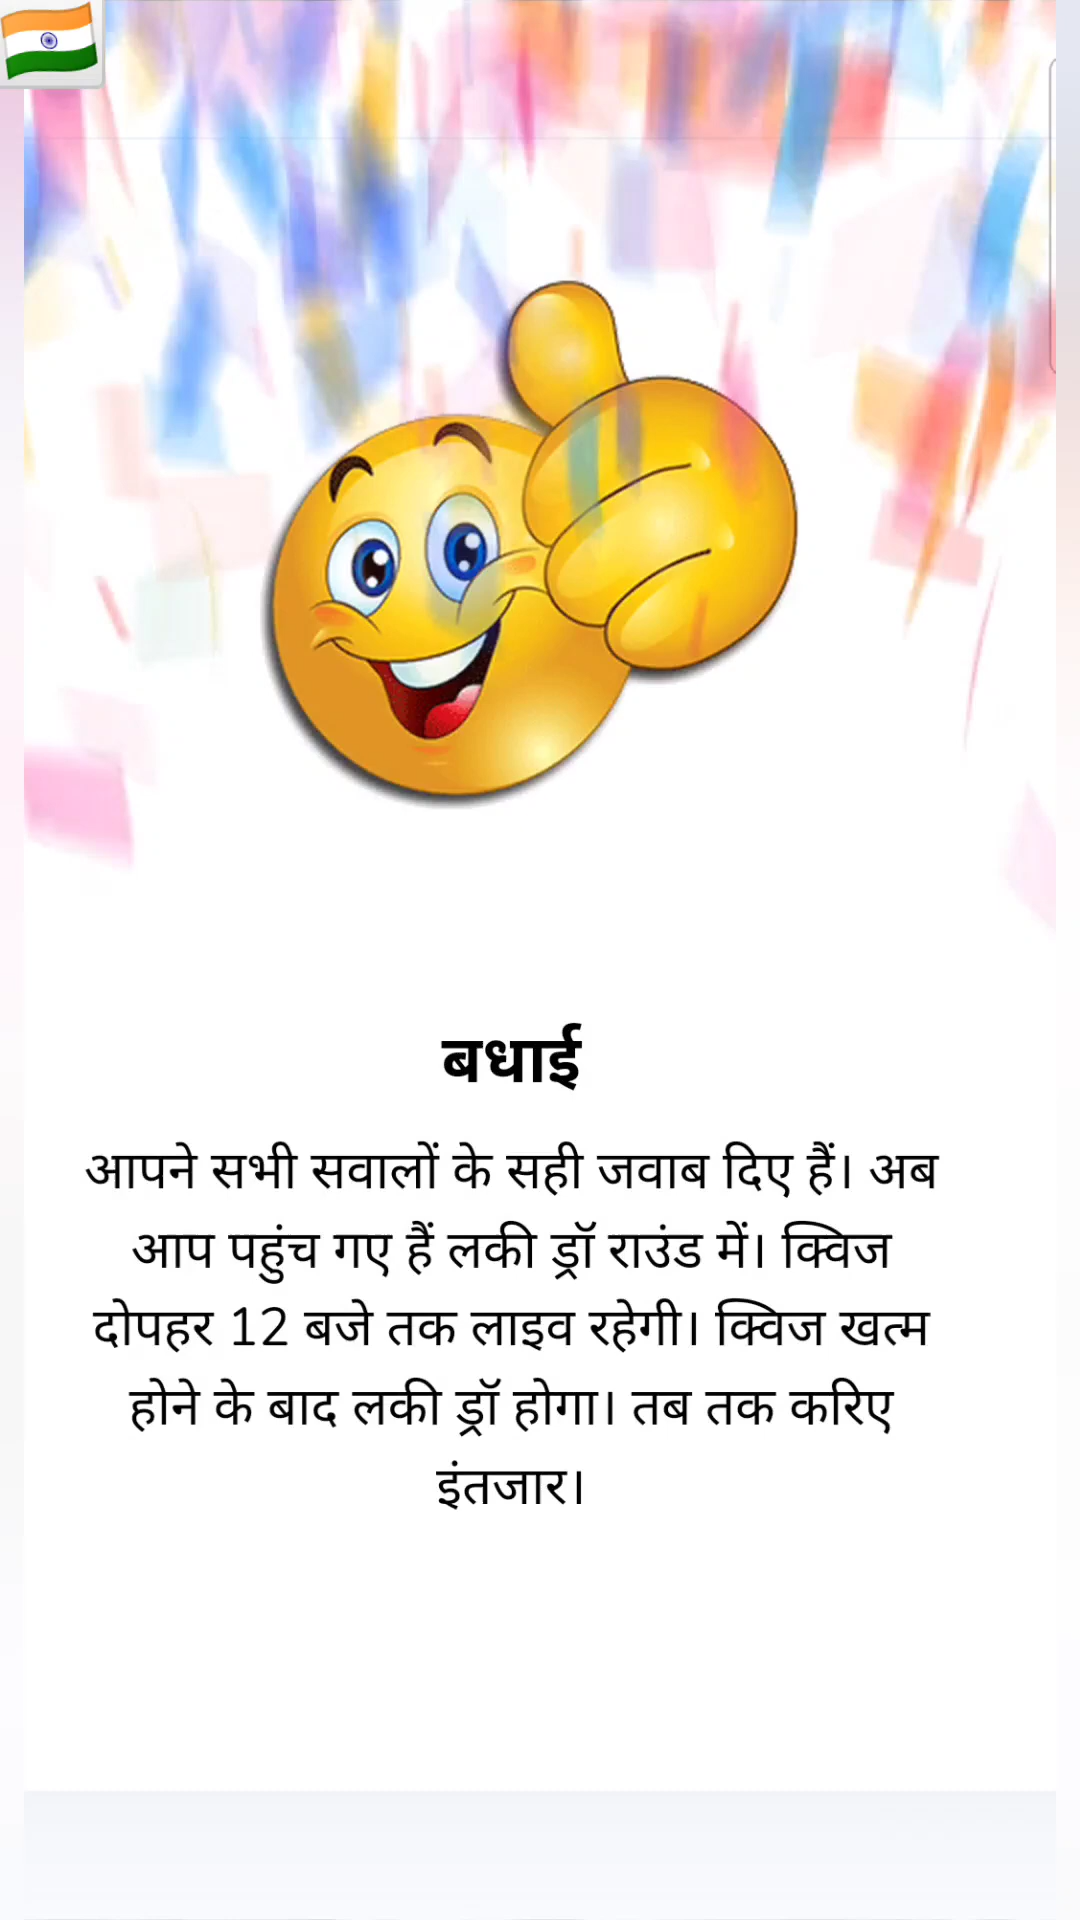 बधाई
आपने सभी सवालों के सही जवाब दिए हैं। अब
आप पहुंच गए हैं लकी ड्रॉ राउंड में। क्विज
दोपहर 12 बजे तक लाइव रहेगी। क्विज खत्म
होने के बाद लकी ड्रॉ होगा। तब तक करिए
इंतजार।